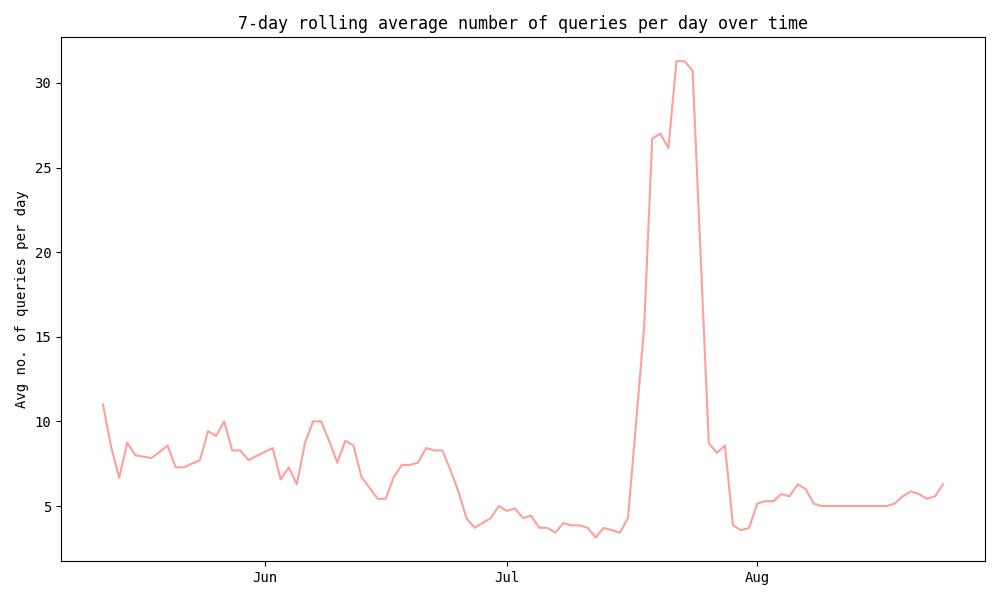 7-day rolling average number of queries per day over time
Avg no. of queries per day
30
25
20
15
10
5
Jun Jul Aug